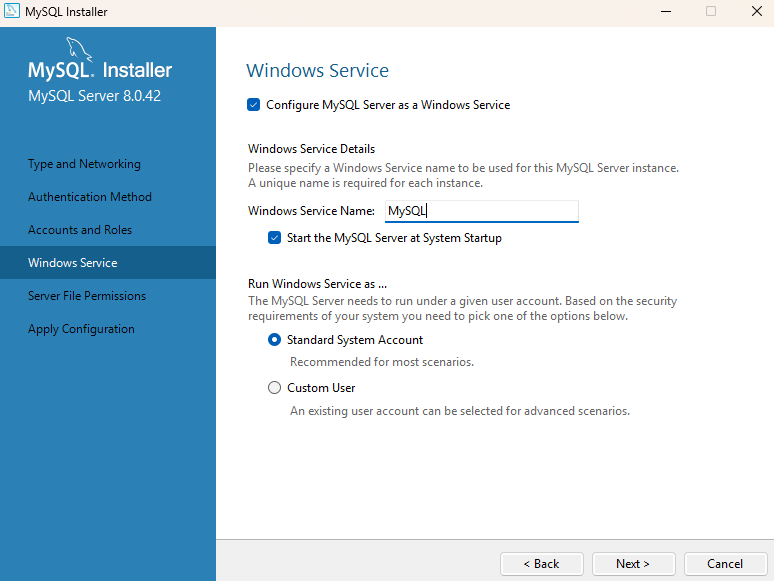 MySQL Installer
MySQL. Installer
MySQL Server 8.0.42
Type and Networking
Authentication Method
Accounts and Roles
Windows Service
Server File Permissions
Apply Configuration
Windows Service
Configure MySQL Server as a Windows Service
Windows Service Details
Please specify a Windows Service name to be used for this MySQL Server instance.
A unique name is required for each instance.
Windows Service Name: MySQL
Start the MySQL Server at System Startup
Run Windows Service as ...
The MySQL Server needs to run under a given user account. Based on the security
requirements of your system you need to pick one of the options below.
Standard System Account
Recommended for most scenarios.
Custom User
An existing user account can be selected for advanced scenarios.
< Back Next > Cancel